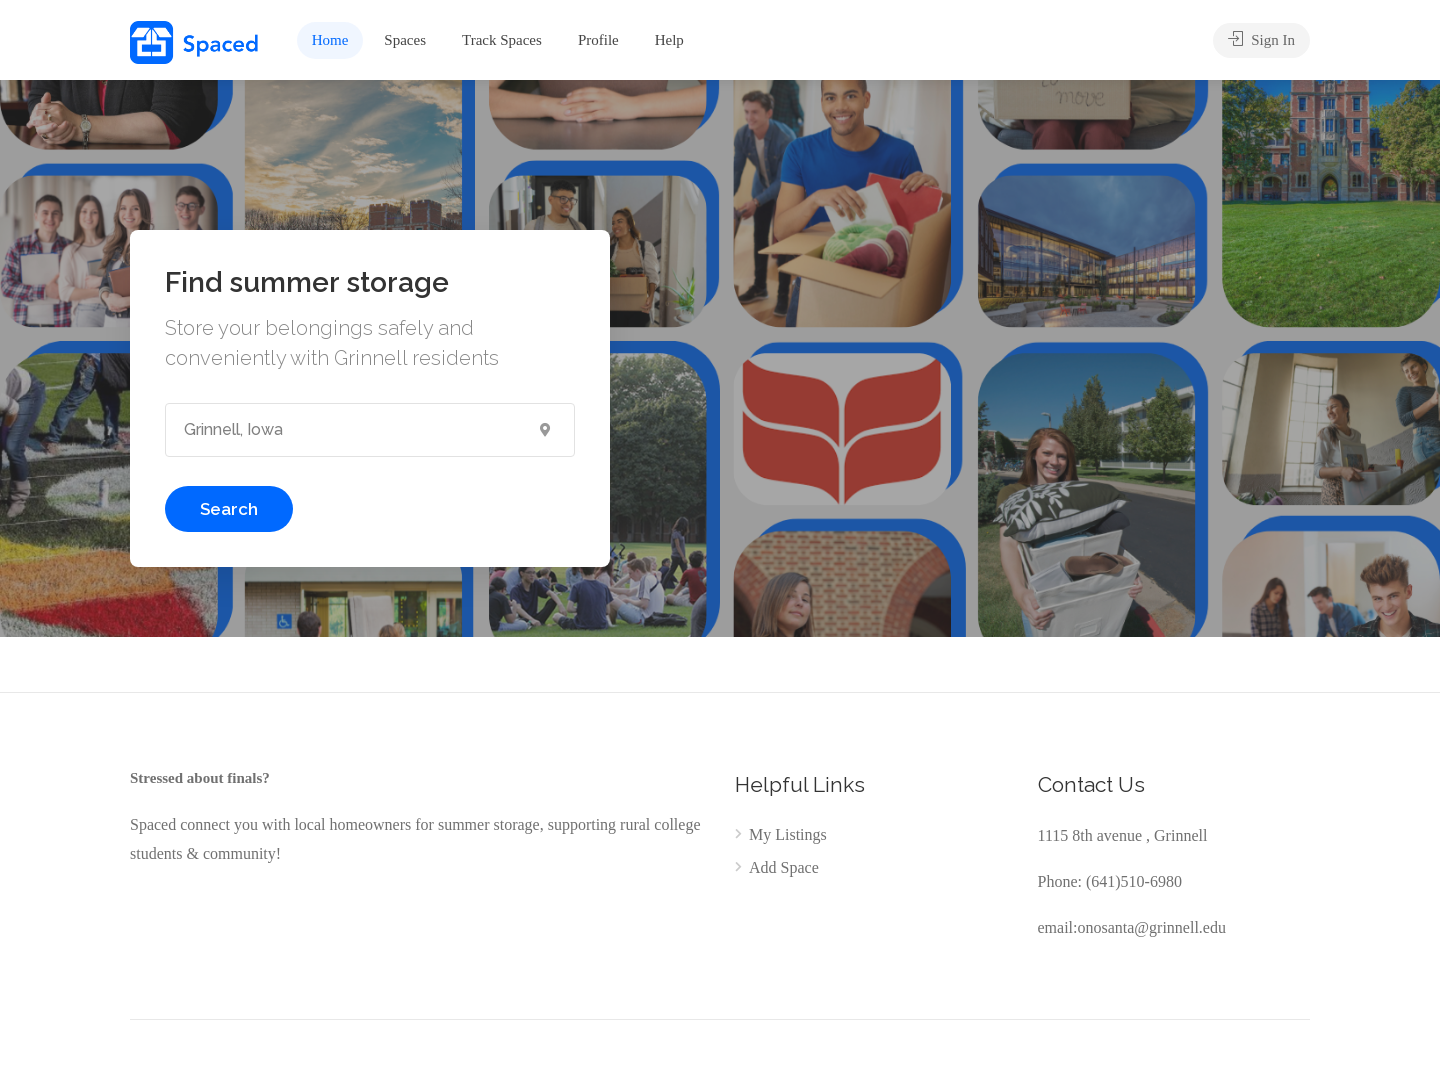 Spaced
Home
Spaces
Track Spaces
Profile
Help
Sign In
move
Find summer storage
Store your belongings safely and
conveniently with Grinnell residents
Grinnell, Iowa
Search
Stressed about finals?
Spaced connect you with local homeowners for summer storage, supporting rural college
students & community!
Helpful Links
My Listings
Add Space
Contact Us
1115 8th avenue , Grinnell
Phone: (641)510-6980
email:onosanta@grinnell.edu